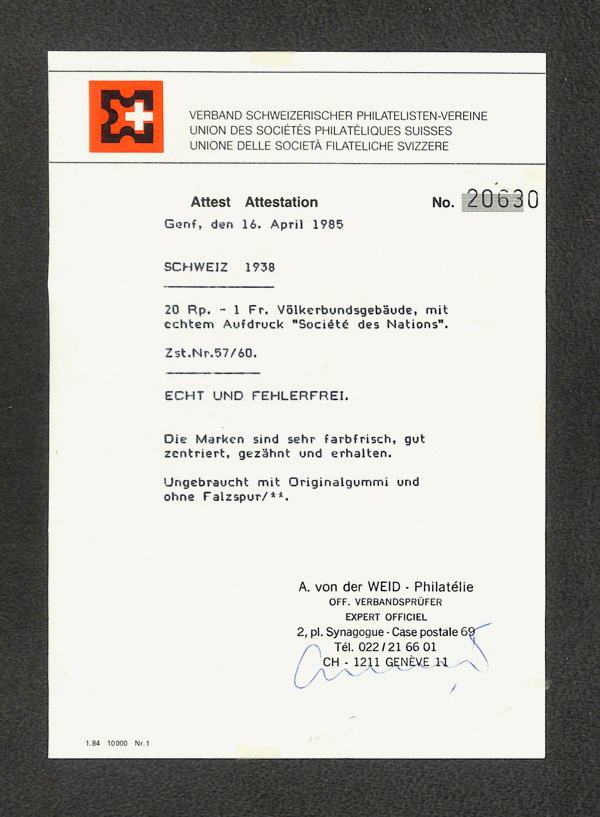 VERBAND SCHWEIZERISCHER PHILATELISTEN-VEREINE
UNION DES SOCIÉTÉS PHILATÉLIQUES SUISSES
UNIONE DELLE SOCIETÀ FILATELICHE SVIZZERE
Attest Attestation No. 20630
Genf, den 16. April 1985
SCHWEIZ 1938
20 Rp. - 1 Fr. Völkerbundsgebäude, mit
echtem Aufdruck "Société des Nations".
Zst.Nr.57/60.
ECHT UND FEHLERFREI.
Die Marken sind sehr farbfrisch, gut
zentriert, gezähnt und erhalten.
Ungebraucht mit Originalgummi und
ohne Falzspur/**.
A. von der WEID - Philatélie
OFF. VERBANDSPRÜFER
EXPERT OFFICIEL
2, pl. Synagogue - Case postale 69
Tél. 022/21 66 01
CH - 1211 GENÈVE 11
1.84 10000 Nr.1